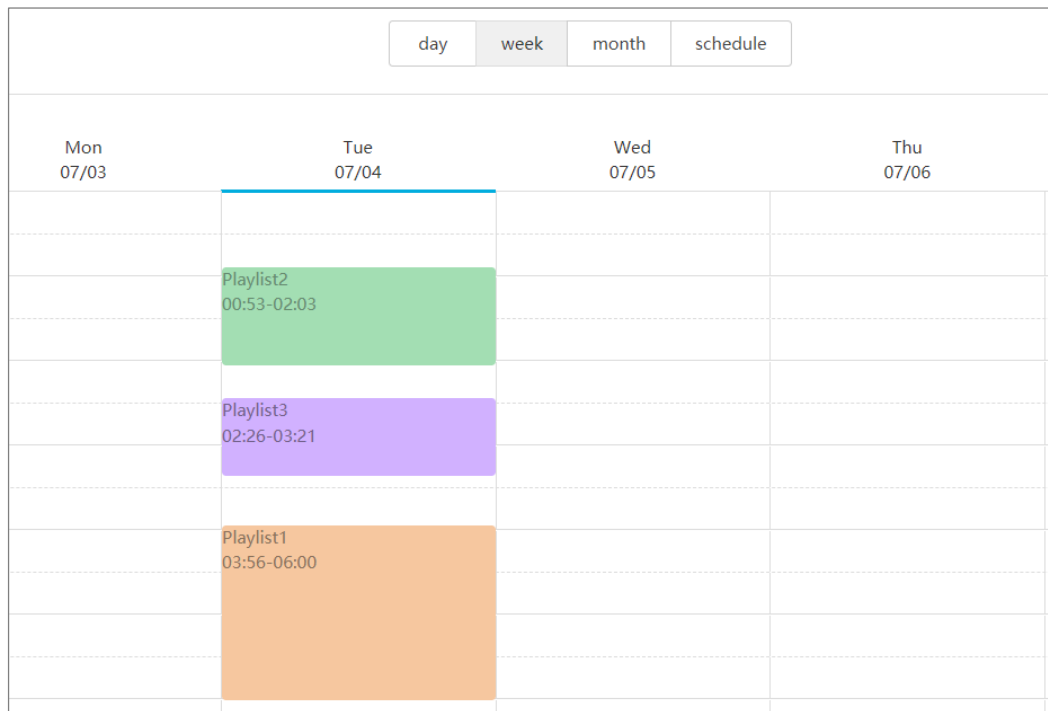 day week month schedule
Mon Tue Wed Thu
07/03 07/04 07/05 07/06
Playlist2
00:53-02:03
Playlist3
02:26-03:21
Playlist1
03:56-06:00